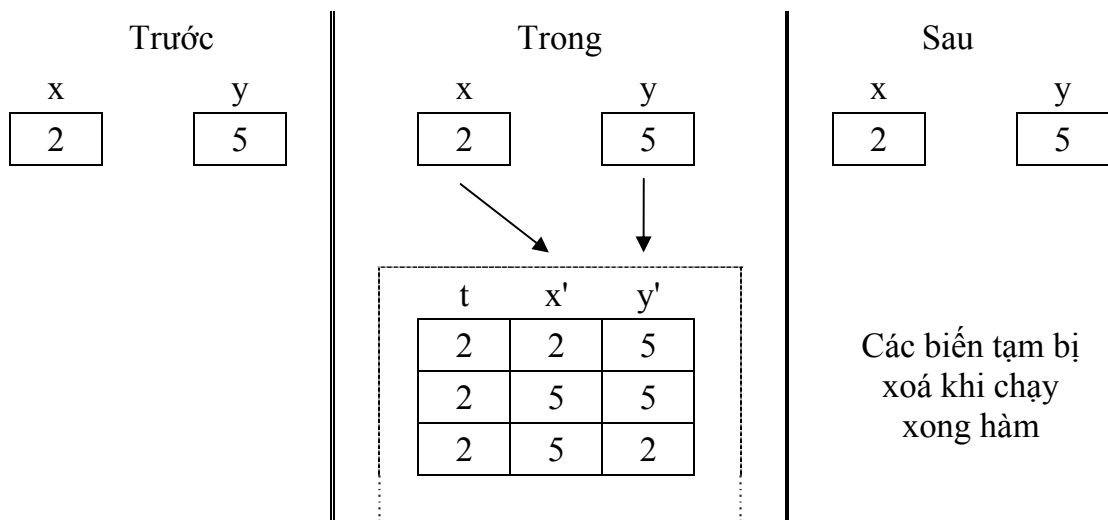 Trước Trong Sau
x y x y x y
2 5 2 5 2 5
t x' y'
2 2 5
2 5 5
2 5 2
Các biến tạm bị
xoá khi chạy
xong hàm